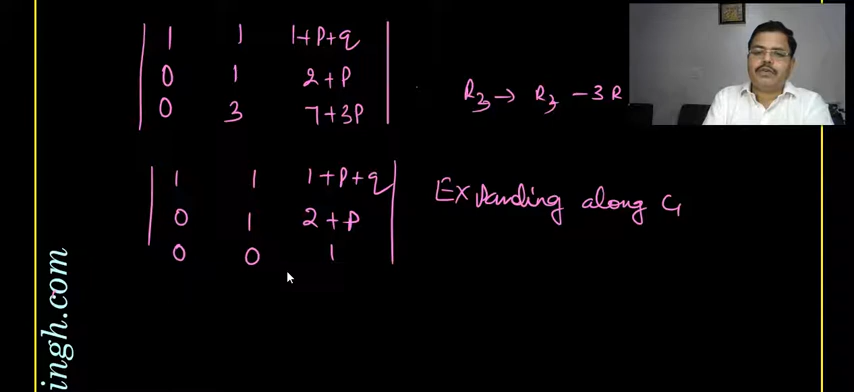 1 1 1+P+q
0 1 2+P
0 3 7+3P
R3 → R3 - 3R
1 1 1+P+q
0 1 2+P
0 0 1
Expanding along C1
ingh.com